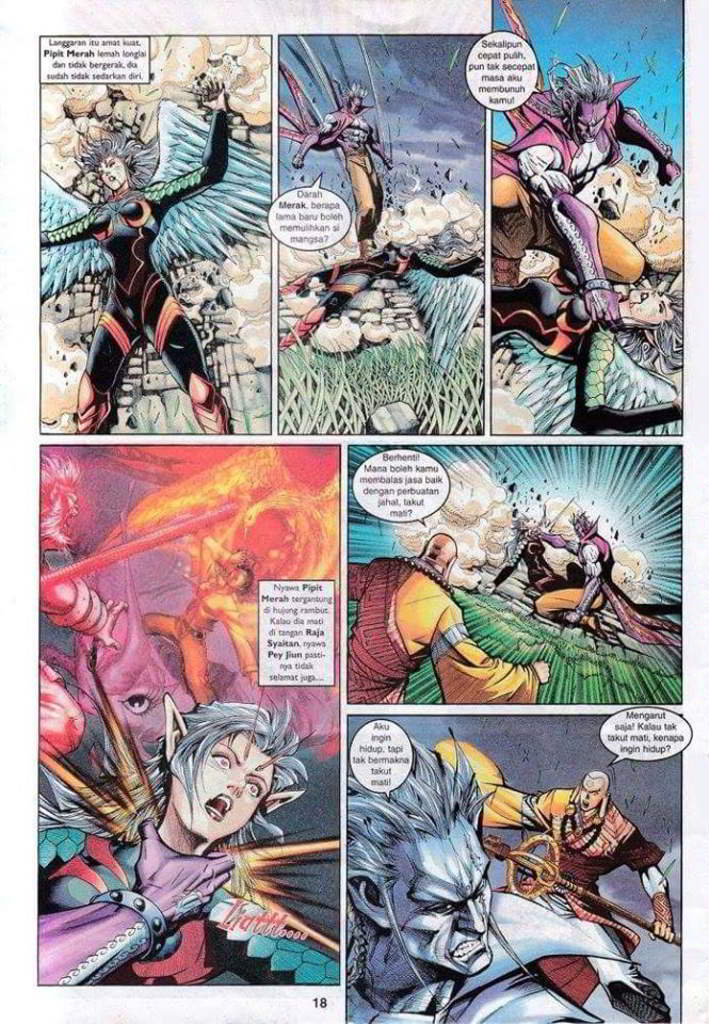 Langgaran itu amat kuat,
Pipit Merah lemah longlai
dan tidak bergerak, dia
sudah tidak sedarkan diri.
Darah
Merak, berapa
lama baru boleh
memulihkan si
mangsa?
Sekalipun
cepat pulih,
pun tak secepat
masa aku
membunuh
kamu!
Nyawa Pipit
Merah tergantung
di hujung rambut.
Kalau dia mati
di tangan Raja
Syaitan, nyawa
Pey Jiun pasti-
nya tidak
selamat juga....
Berhenti!
Mana boleh kamu
membalas jasa baik
dengan perbuatan
jahat, takut
mati?
Aku
ingin
hidup, tapi
tak bermakna
takut
mati!
Mengarut
saja! Kalau tak
takut mati, kenapa
ingin hidup?
18